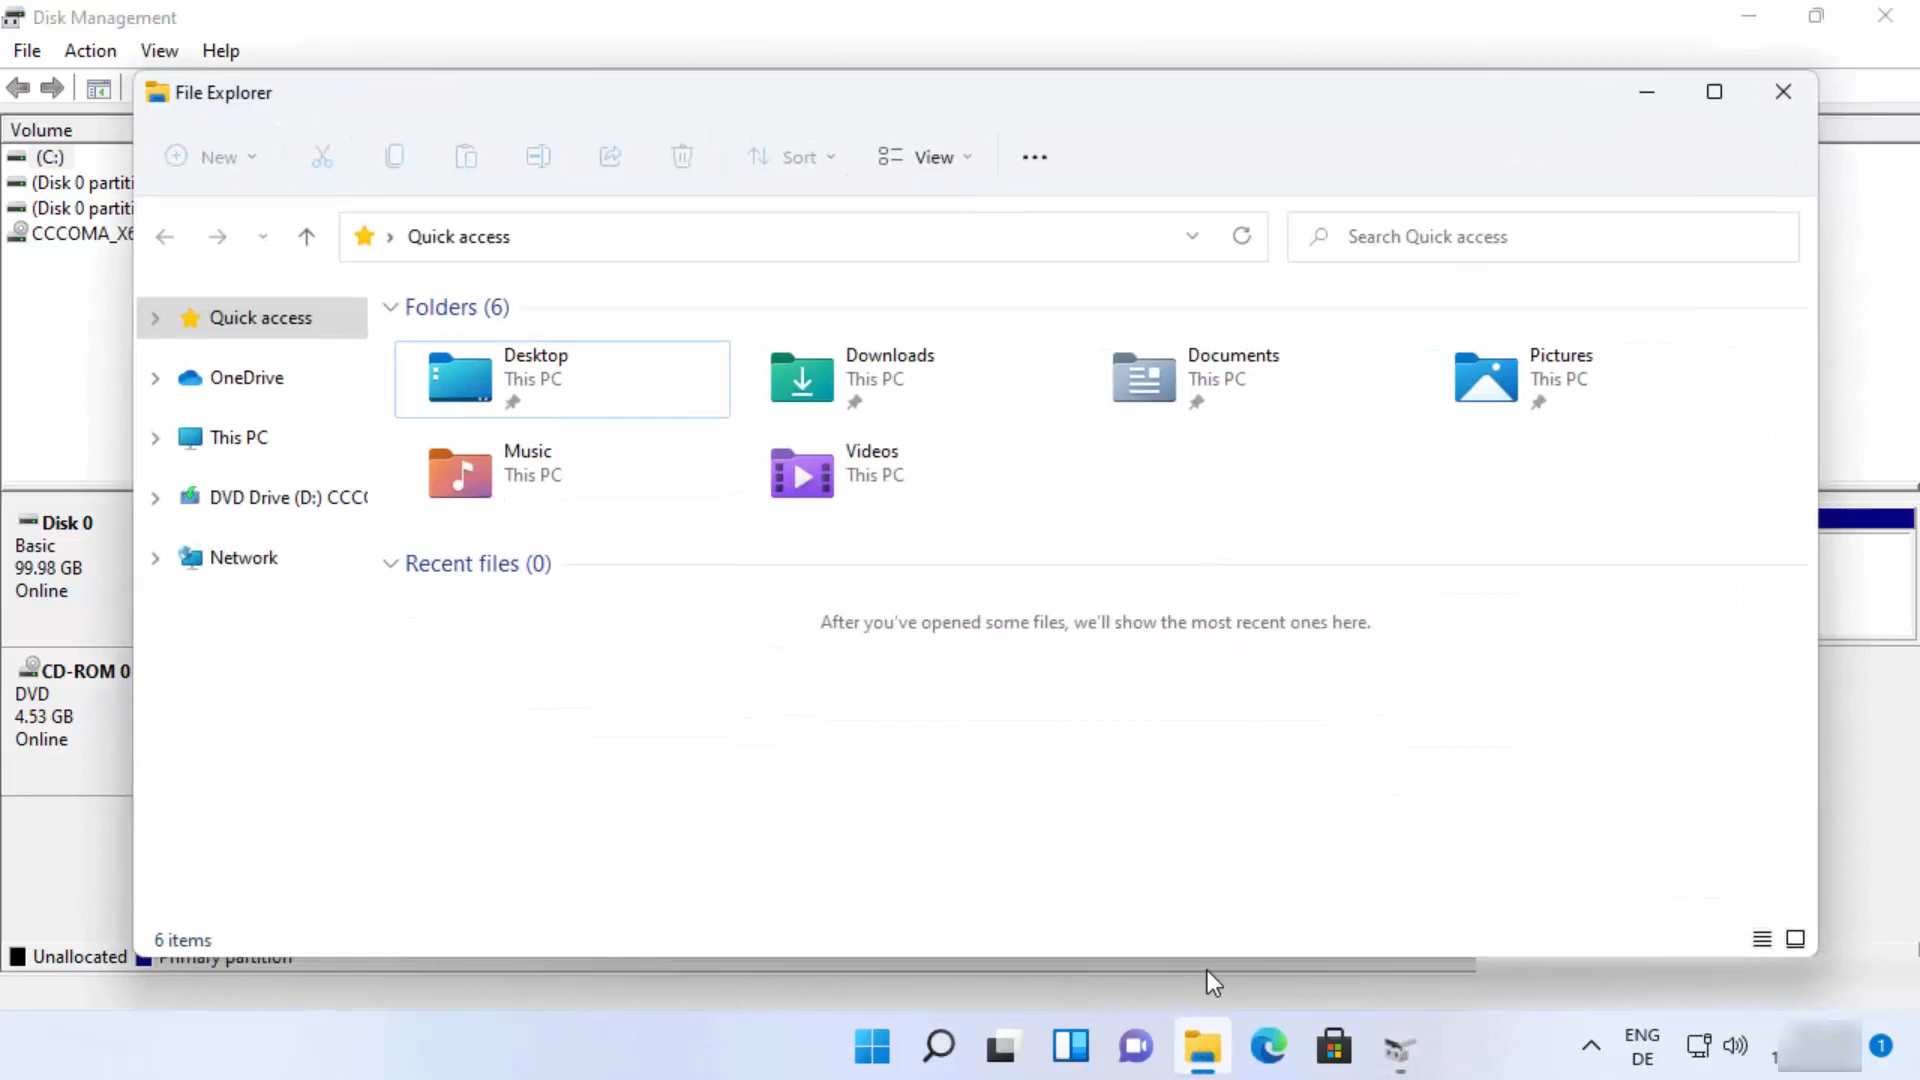 Disk Management
File Action View Help
File Explorer
New
Sort
View
Volume
(C:)
(Disk 0 partiti
(Disk 0 partiti
CCCOMA_X6
Quick access
Search Quick access
Quick access
OneDrive
This PC
DVD Drive (D:) CCC
Network
Folders (6)
Desktop
This PC
Downloads
This PC
Documents
This PC
Pictures
This PC
Music
This PC
Videos
This PC
Recent files (0)
After you've opened some files, we'll show the most recent ones here.
Disk 0
Basic
99.98 GB
Online
CD-ROM 0
DVD
4.53 GB
Online
6 items
Unallocated Primary partition
ENG
DE
1
1